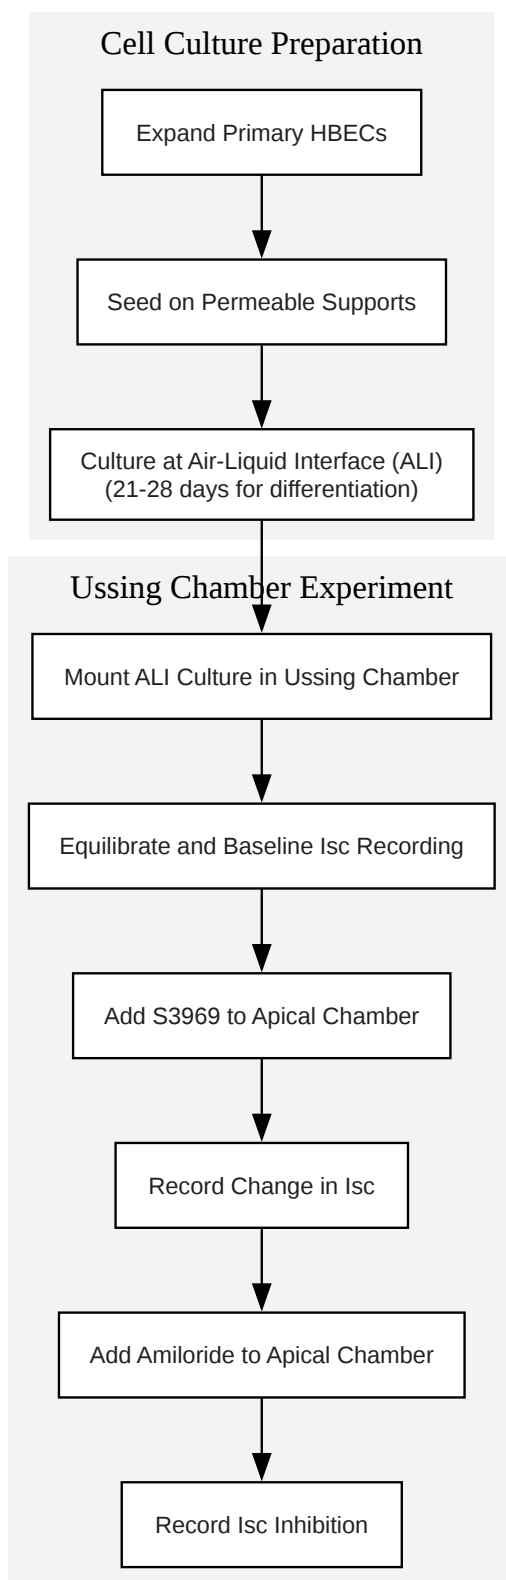 Cell Culture Preparation
Expand Primary HBECs
Seed on Permeable Supports
Culture at Air-Liquid Interface (ALI)
(21-28 days for differentiation)
Ussing Chamber Experiment
Mount ALI Culture in Ussing Chamber
Equilibrate and Baseline Isc Recording
Add S3969 to Apical Chamber
Record Change in Isc
Add Amiloride to Apical Chamber
Record Isc Inhibition